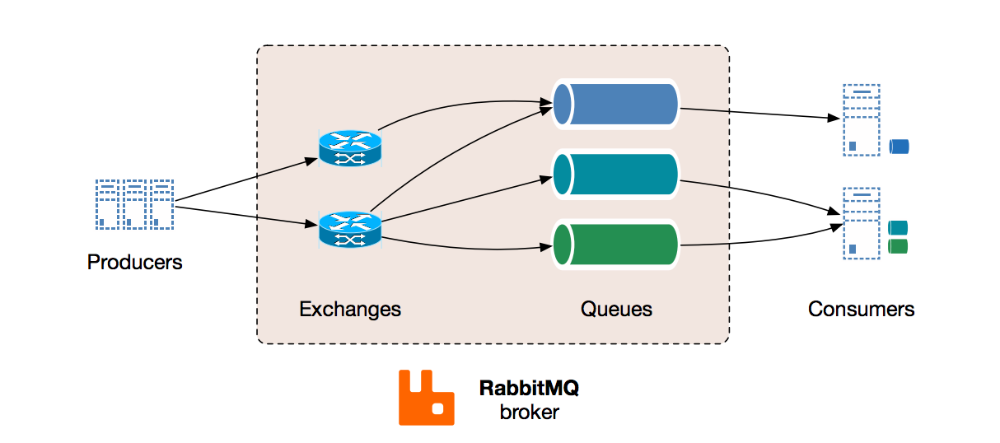 Producers
Exchanges
Queues
Consumers
RabbitMQ
broker